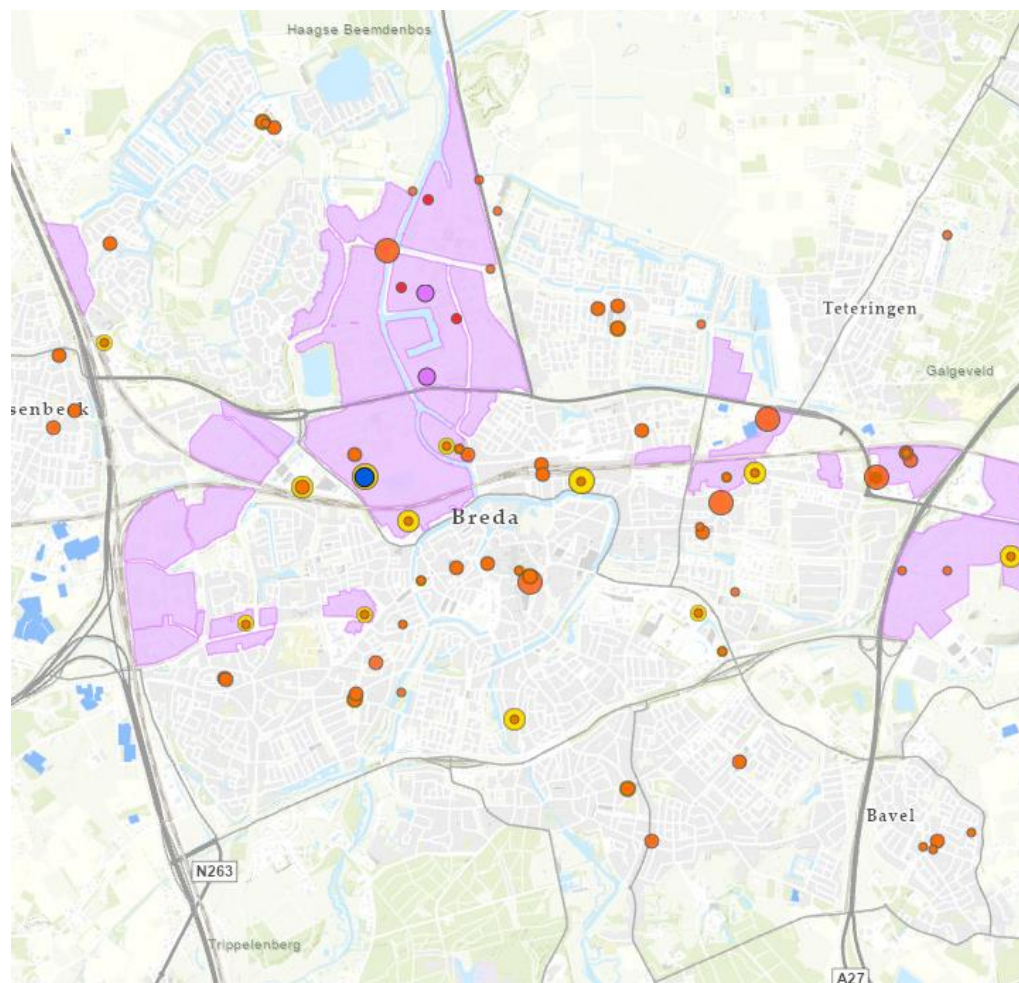 Haagse Beemdenbos
Teteringen
Galgeveld
senbeek
Breda
Bavel
N263
Trippelenberg
A27